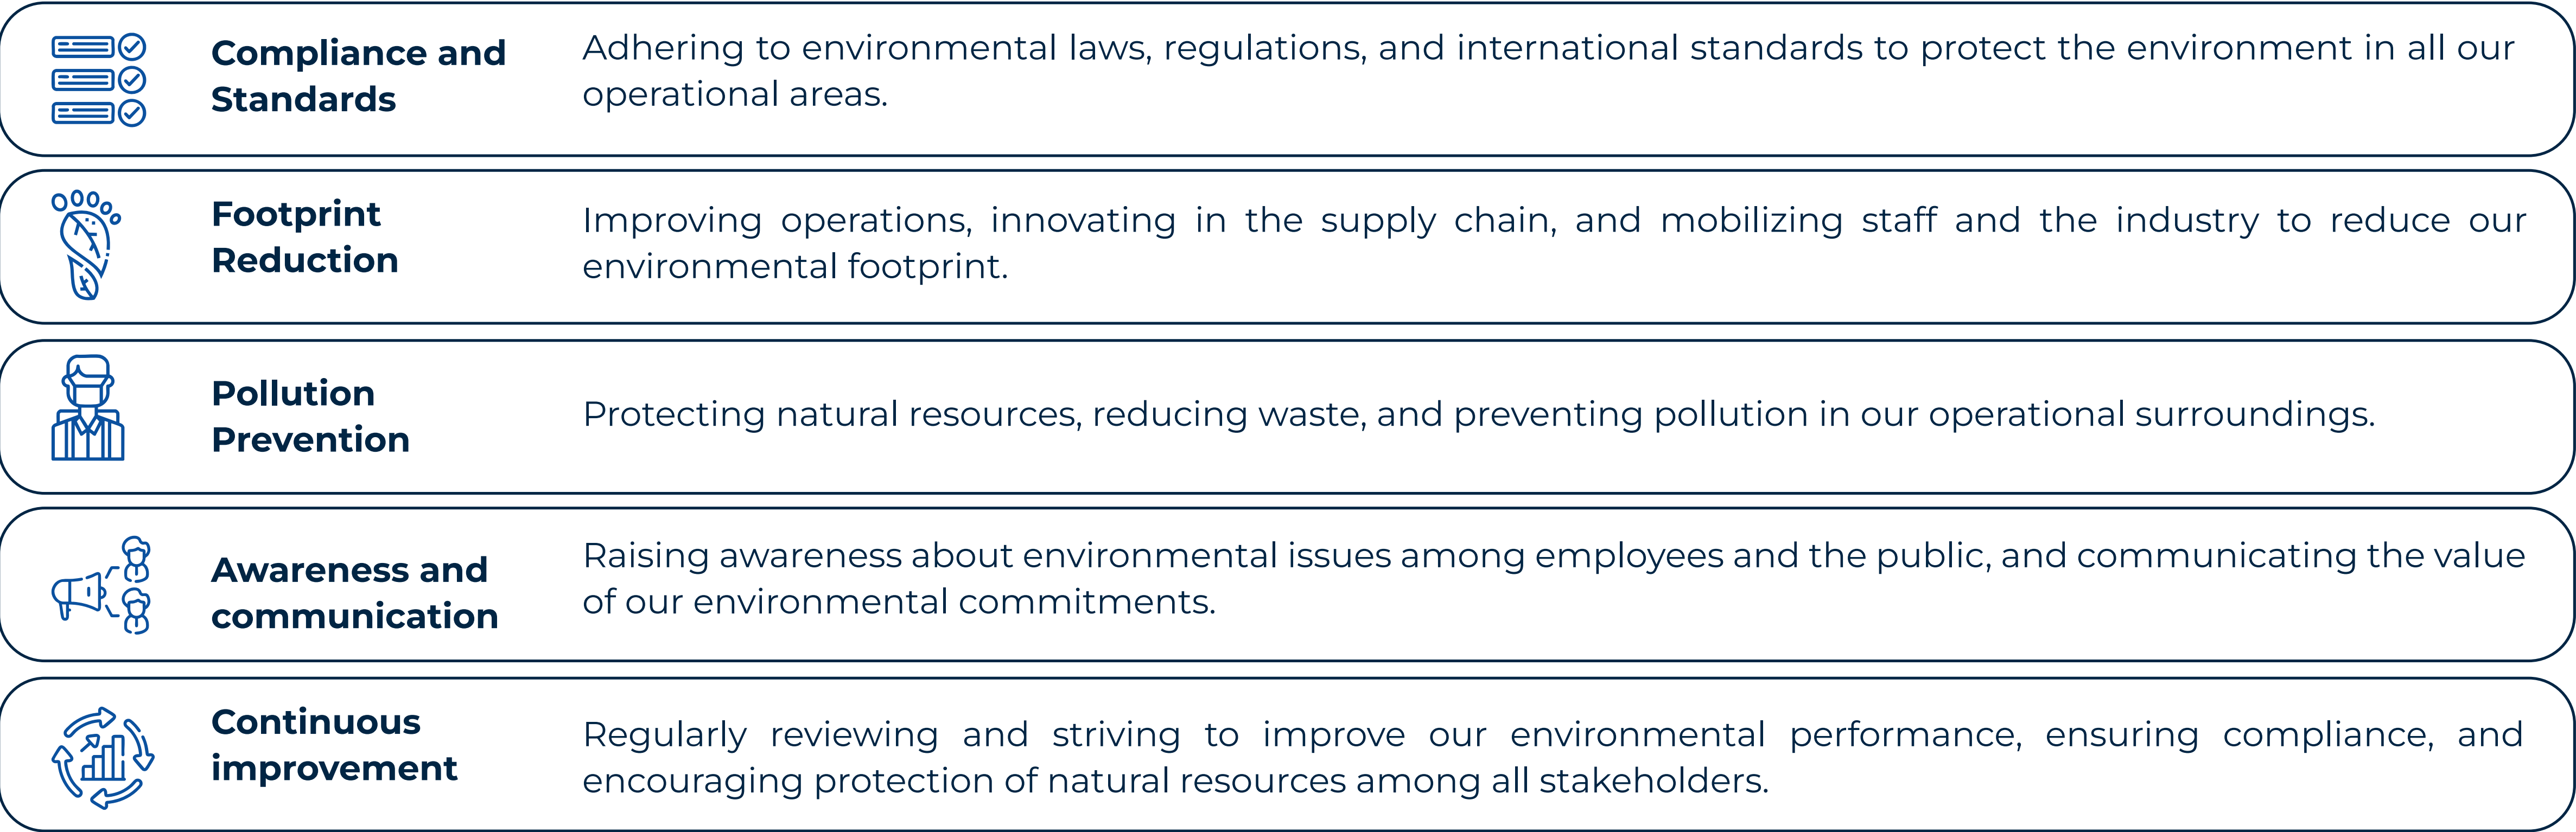 Compliance and
Standards
Adhering to environmental laws, regulations, and international standards to protect the environment in all our
operational areas.
Footprint
Reduction
Improving operations, innovating in the supply chain, and mobilizing staff and the industry to reduce our
environmental footprint.
Pollution
Prevention
Protecting natural resources, reducing waste, and preventing pollution in our operational surroundings.
Awareness and
communication
Raising awareness about environmental issues among employees and the public, and communicating the value
of our environmental commitments.
Continuous
improvement
Regularly reviewing and striving to improve our environmental performance, ensuring compliance, and
encouraging protection of natural resources among all stakeholders.